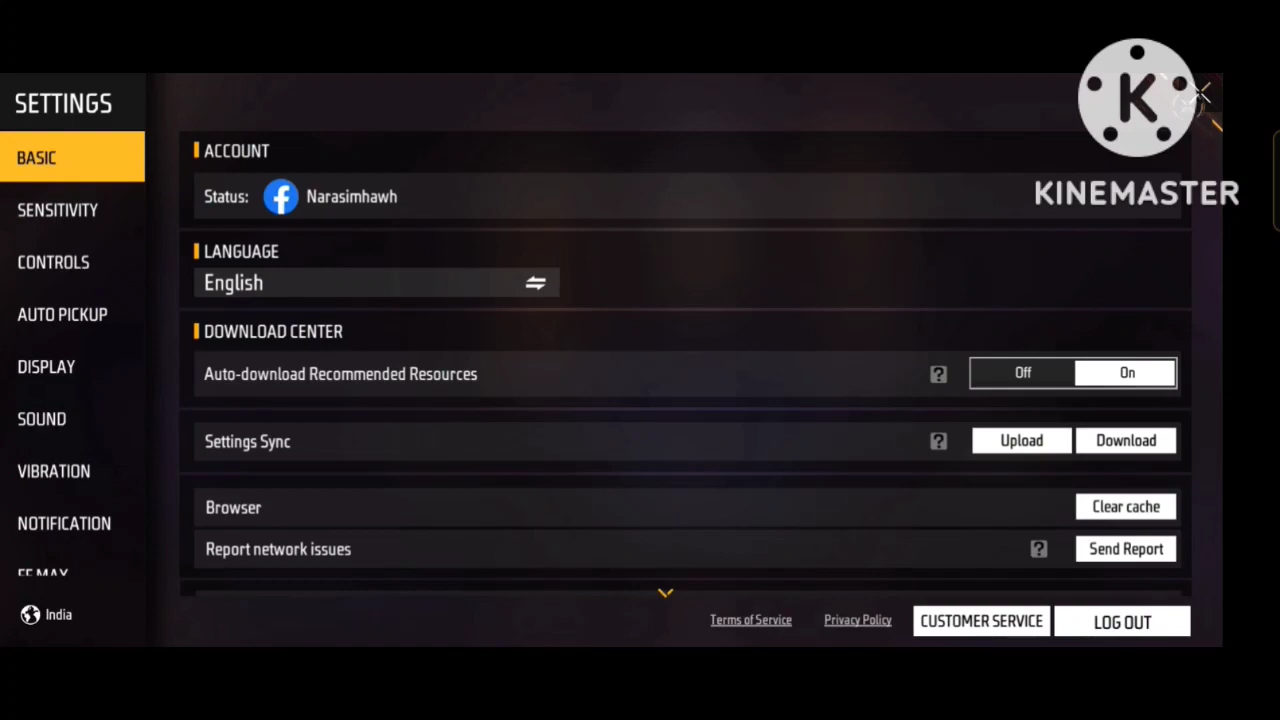 SETTINGS
BASIC
SENSITIVITY
CONTROLS
AUTO PICKUP
DISPLAY
SOUND
VIBRATION
NOTIFICATION
FF MAX
India
ACCOUNT
Status: Narasimhawh
LANGUAGE
English
DOWNLOAD CENTER
Auto-download Recommended Resources ? Off On
Settings Sync ? Upload Download
Browser Clear cache
Report network issues ? Send Report
Terms of Service Privacy Policy CUSTOMER SERVICE LOG OUT
K
KINEMASTER